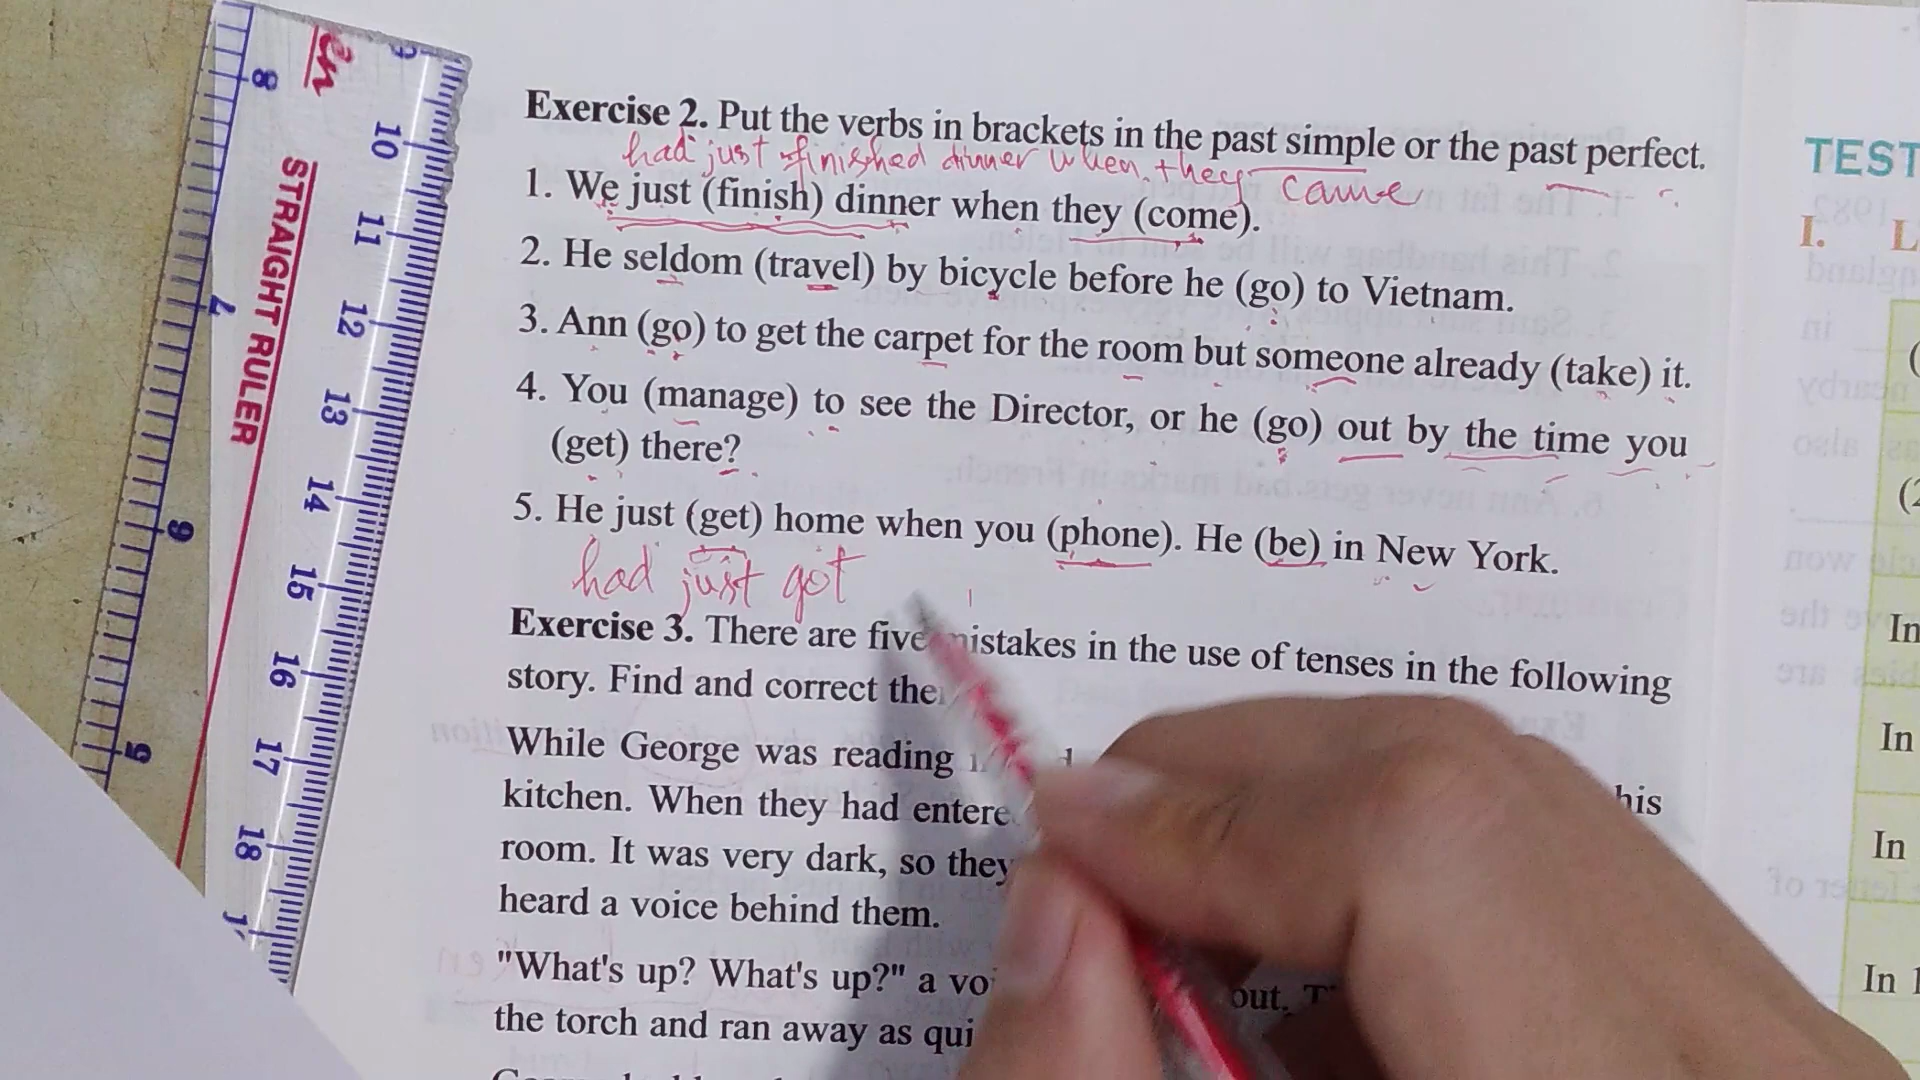 Exercise 2. Put the verbs in brackets in the past simple or the past perfect.
had just finished dinner when they came
1. We just (finish) dinner when they (come).
2. He seldom (travel) by bicycle before he (go) to Vietnam.
3. Ann (go) to get the carpet for the room but someone already (take) it.
4. You (manage) to see the Director, or he (go) out by the time you
(get) there?
5. He just (get) home when you (phone). He (be) in New York.
had just got
Exercise 3. There are five mistakes in the use of tenses in the following
story. Find and correct
While George was reading
kitchen. When they had his
room. It was very dark, so they
heard a voice behind them.
"What's up? What's up?" a out.
the torch and ran away as
STRAIGHT RULER
8
7
6
5
10
11
12
13
14
15
16
17
18
TEST
I. L
In
In
In
In